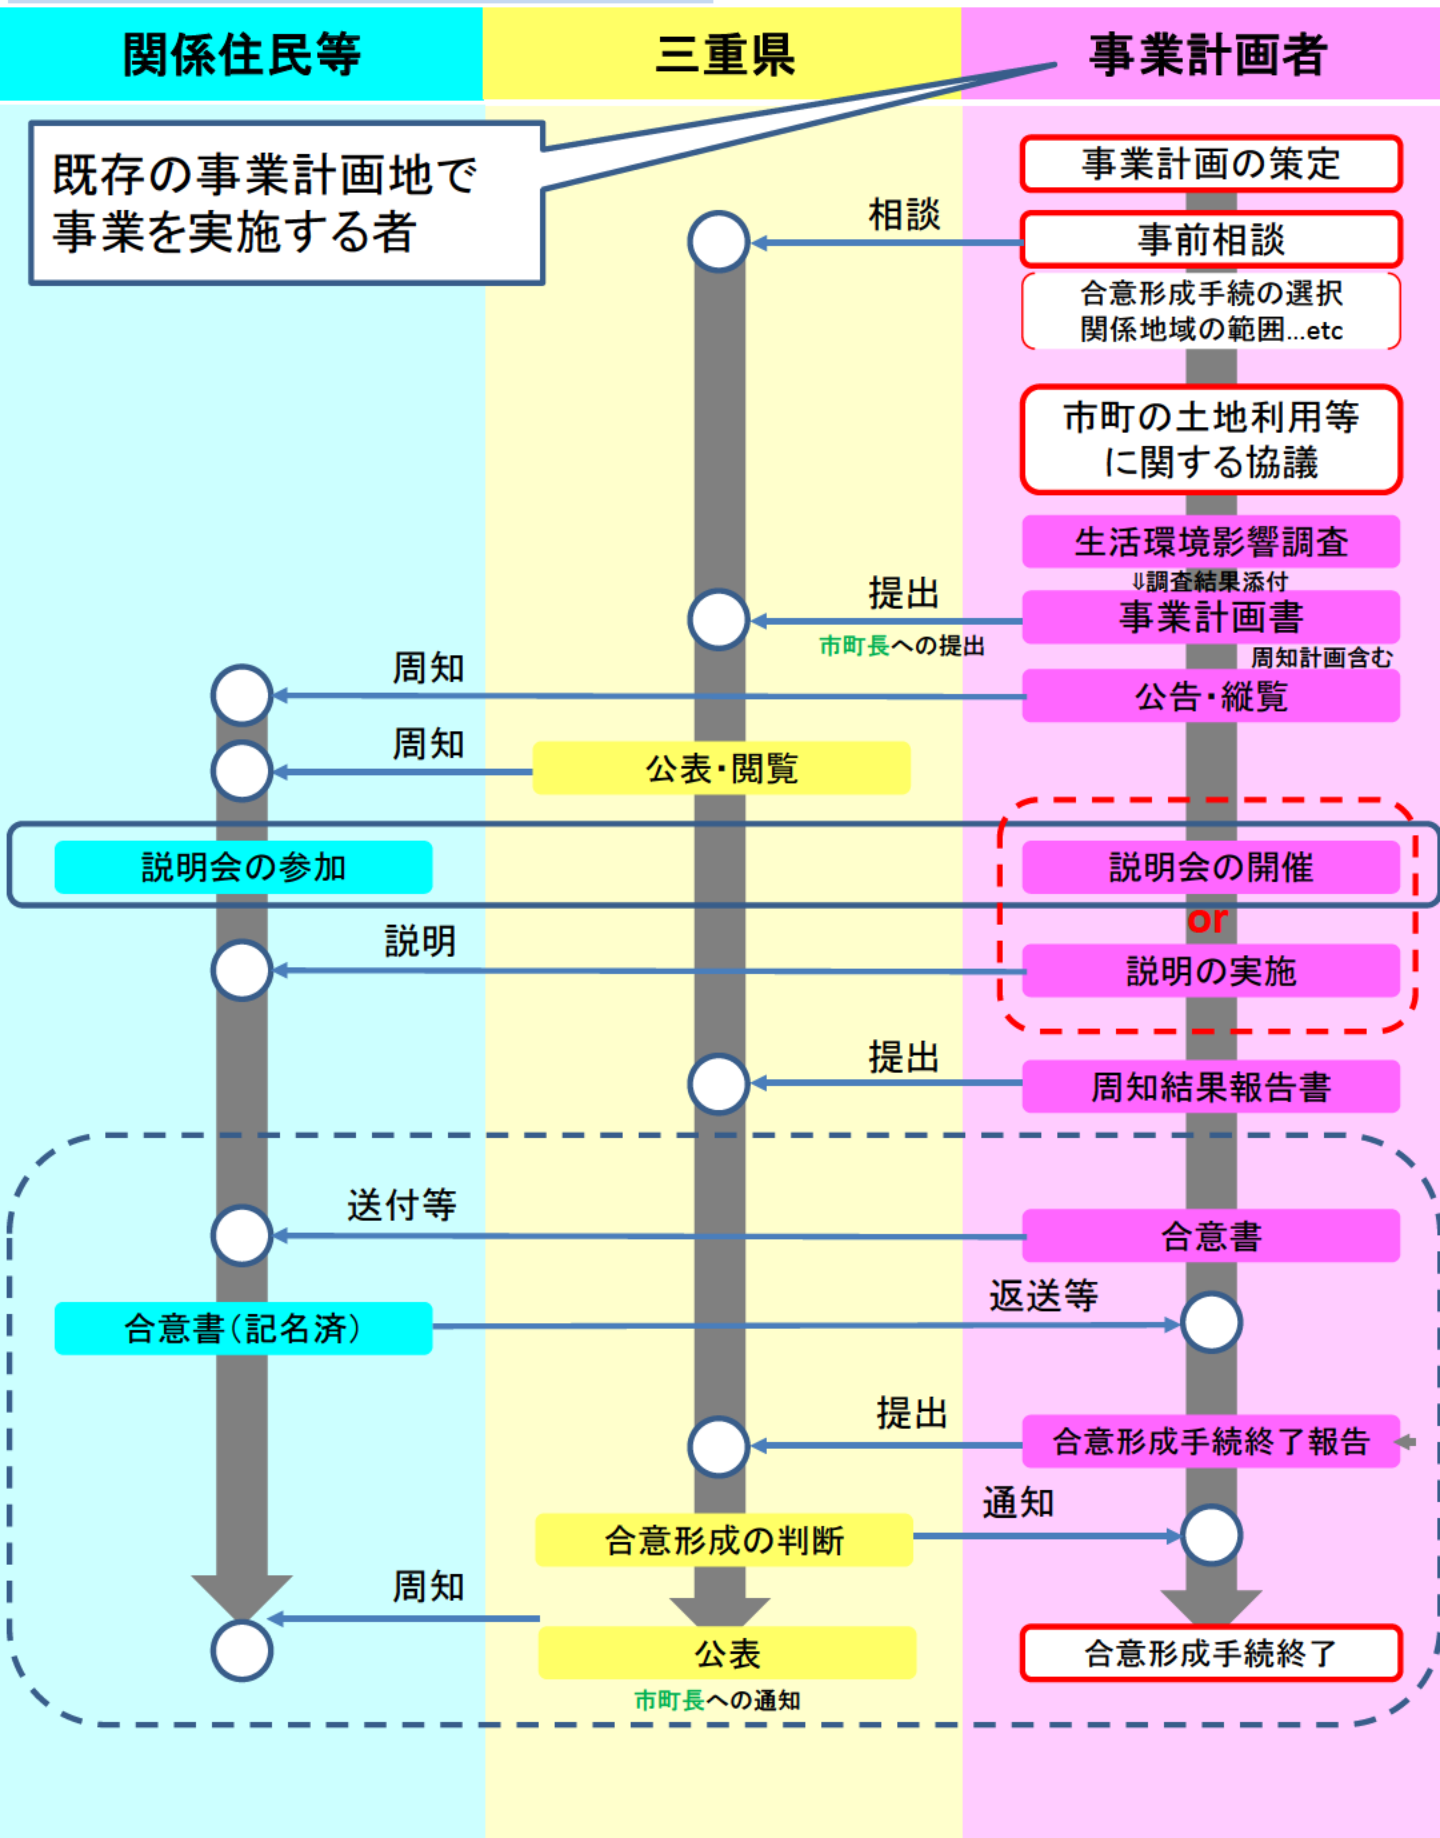 関係住民等
三重県
事業計画者
既存の事業計画地で
事業を実施する者
事業計画の策定
相談
事前相談
合意形成手続の選択
関係地域の範囲...etc
市町の土地利用等
に関する協議
生活環境影響調査
⇓調査結果添付
提出
事業計画書
市町長への提出
周知計画含む
周知
公告・縦覧
周知
公表・閲覧
説明会の参加
説明会の開催
or
説明
説明の実施
提出
周知結果報告書
送付等
合意書
返送等
合意書（記名済）
提出
合意形成手続終了報告
通知
合意形成の判断
周知
公表
合意形成手続終了
市町長への通知